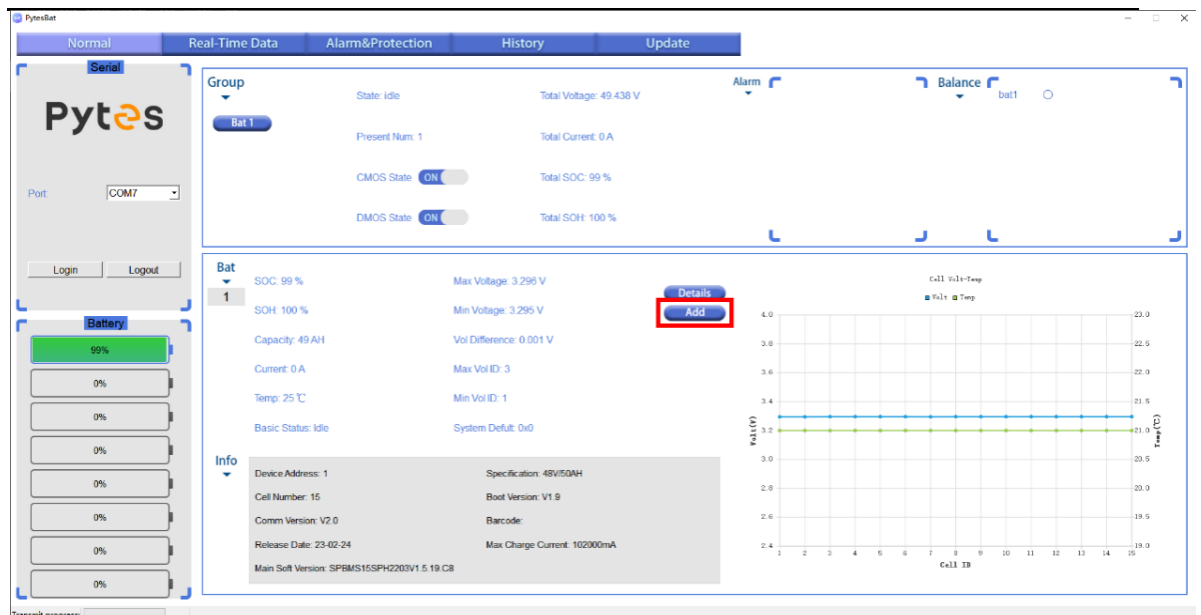 PytesBat
Normal Real-Time Data Alarm&Protection History Update
Serial
Pytes
Port: COM7
Login Logout
Battery
99%
0%
0%
0%
0%
0%
0%
0%
Group
Bat 1
State: idle Total Voltage: 49.438 V
Present Num: 1 Total Current: 0 A
CMOS State ON Total SOC: 99 %
DMOS State ON Total SOH: 100 %
Alarm
Balance
bat1
Bat
1
SOC: 99 % Max Voltage: 3.296 V
SOH: 100 % Min Voltage: 3.295 V
Capacity: 49 AH Vol Difference: 0.001 V
Current: 0 A Max Vol ID: 3
Temp: 25 ℃ Min Vol ID: 1
Basic Status: Idle System Defult: 0x0
Details
Add
Info
Device Address: 1 Specification: 48V/50AH
Cell Number: 15 Boot Version: V1.9
Comm Version: V2.0 Barcode:
Release Date: 23-02-24 Max Charge Current: 102000mA
Main Soft Version: SPBMS15SPH2203V1.5.19.C8
Cell Volt-Temp
Volt Temp
4.0 23.0
3.8 22.5
3.6 22.0
3.4 21.5
3.2 21.0
3.0 20.5
2.8 20.0
2.6 19.5
2.4 19.0
Volt(V)
Temp(℃)
1 2 3 4 5 6 7 8 9 10 11 12 13 14 15
Cell ID